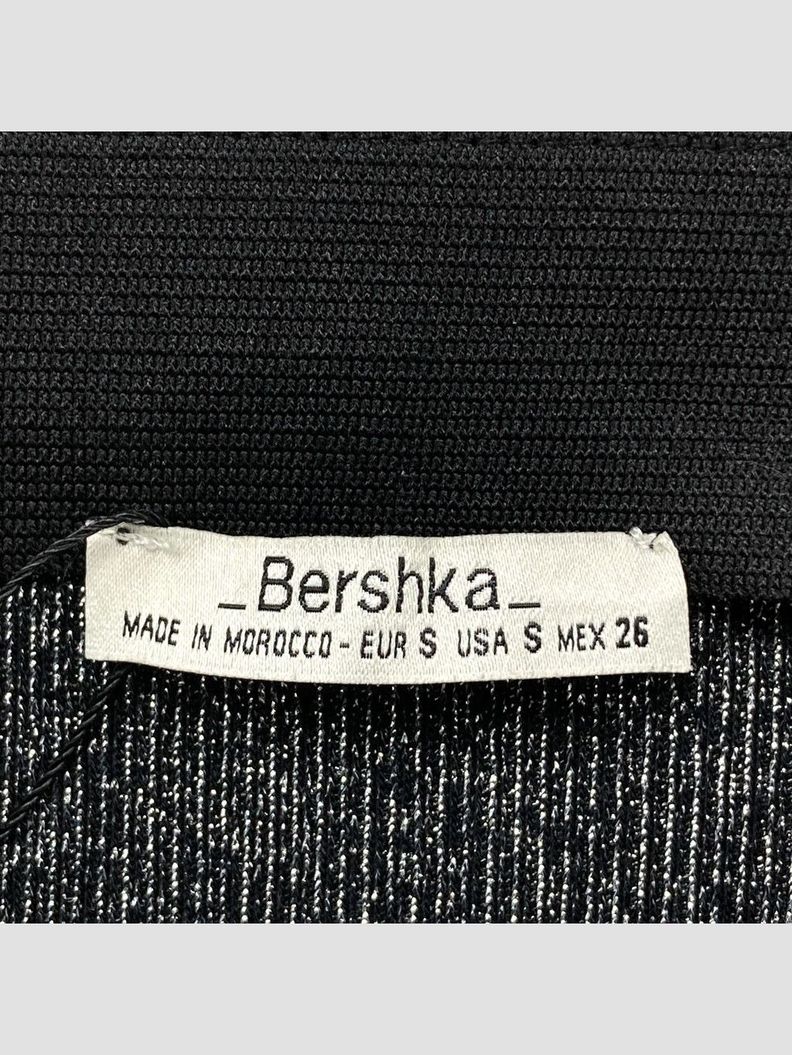 _Bershka_
MADE IN MOROCCO - EUR S USA S MEX 26